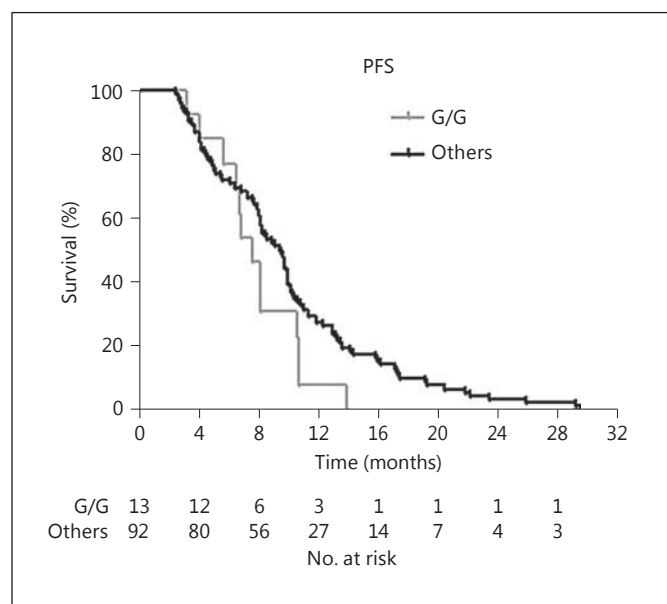 PFS
G/G
Others
Survival (%)
100
80
60
40
20
0
0 4 8 12 16 20 24 28 32
Time (months)
G/G 13 12 6 3 1 1 1 1
Others 92 80 56 27 14 7 4 3
No. at risk